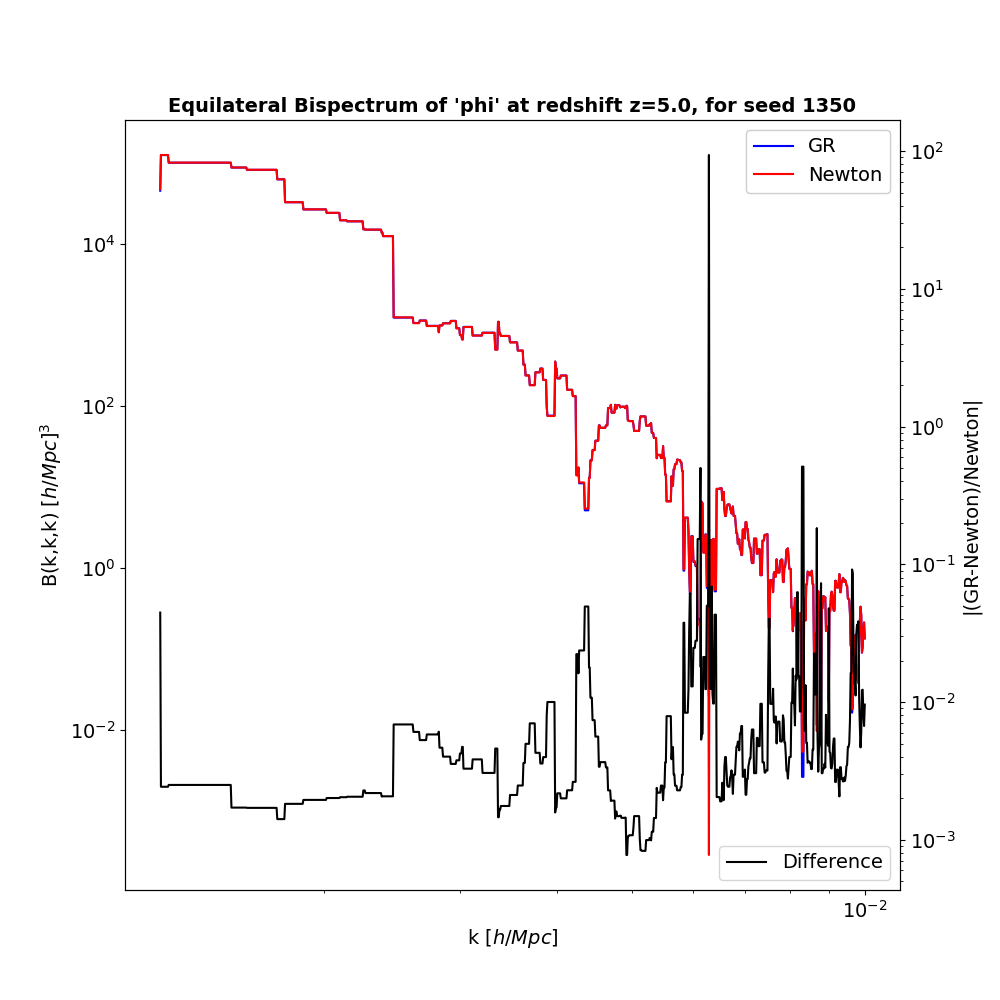 Equilateral Bispectrum of 'phi' at redshift z=5.0, for seed 1350
GR
Newton
10^4
10^2
10^0
10^-2
B(k,k,k) [h/Mpc]^3
10^2
10^1
10^0
10^-1
10^-2
10^-3
|(GR-Newton)/Newton|
Difference
10^-2
k [h/Mpc]